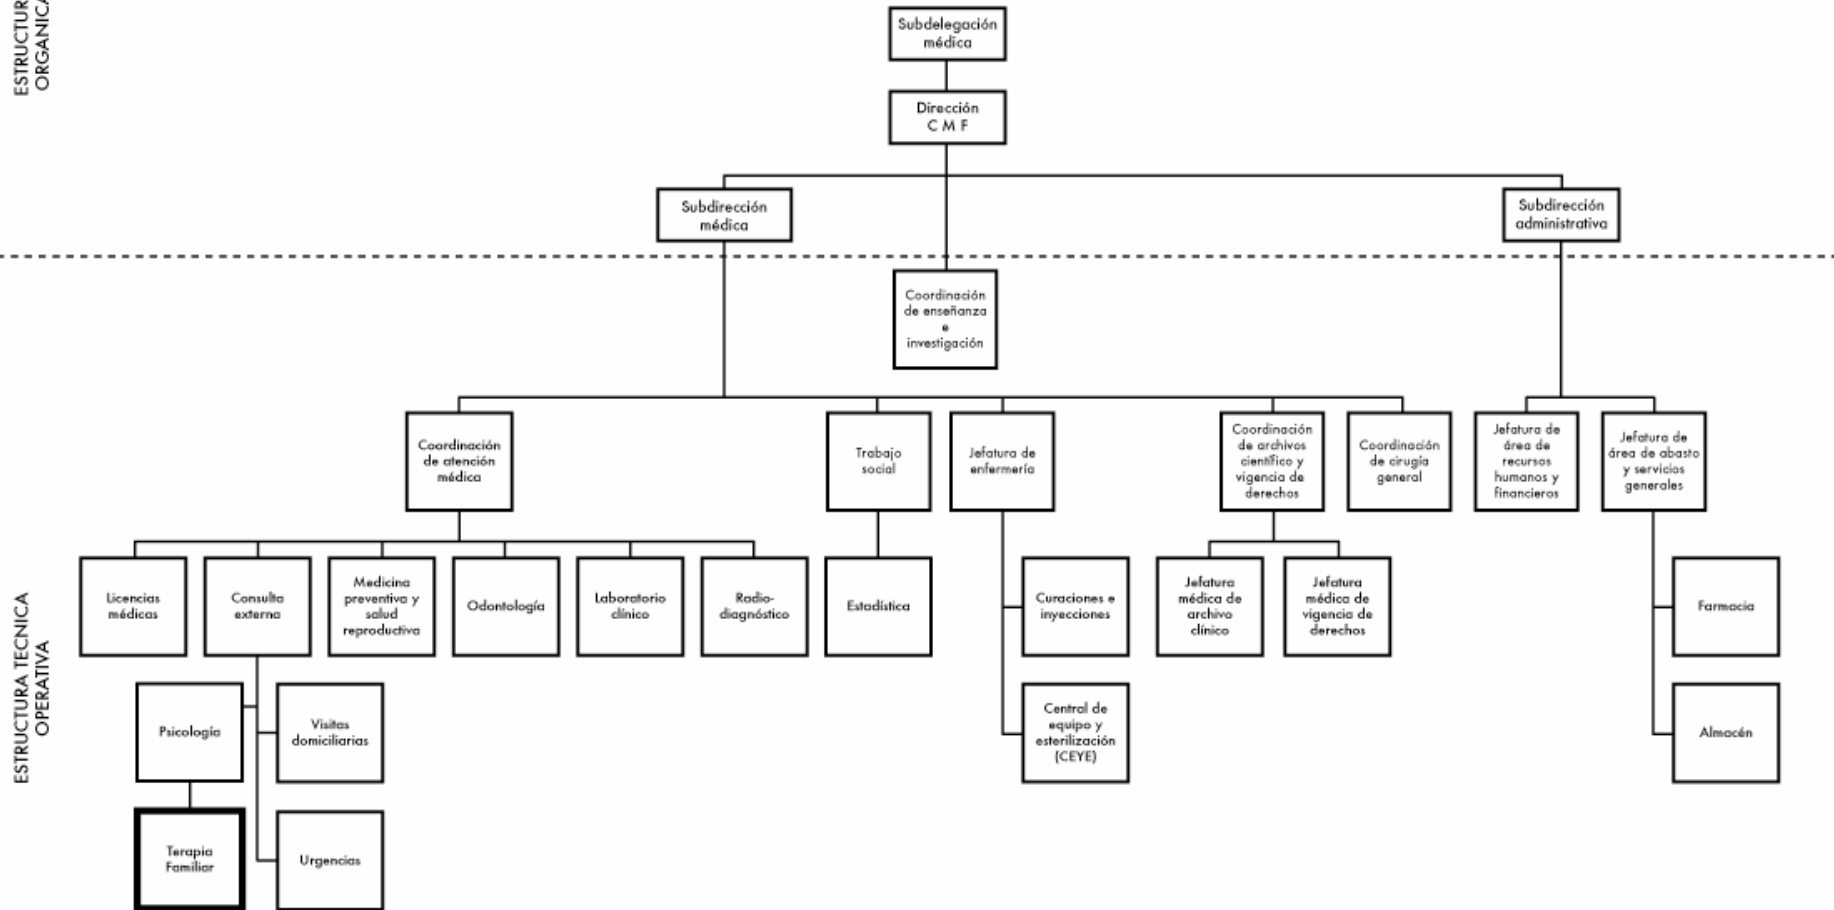 ESTRUCTUR
ORGANICA
Subdelegación
médica
Dirección
C M F
Subdirección
médica
Subdirección
administrativa
Coordinación
de enseñanza
e
investigación
Coordinación
de atención
médica
Trabajo
social
Jefatura de
enfermería
Coordinación
de archivos
científico y
vigencia de
derechos
Coordinación
de cirugía
general
Jefatura de
área de
recursos
humanos y
financieros
Jefatura de
área de abasto
y servicios
generales
ESTRUCTURA TECNICA
OPERATIVA
Licencias
médicas
Consulta
externa
Medicina
preventiva y
salud
reproductiva
Odontología
Laboratorio
clínico
Radio-
diagnóstico
Estadística
Curaciones e
inyecciones
Jefatura
médica de
archivo
clínico
Jefatura
médica de
vigencia de
derechos
Farmacia
Psicología
Visitas
domiciliarias
Central de
equipo y
esterilización
(CEYE)
Almacén
Terapia
Familiar
Urgencias